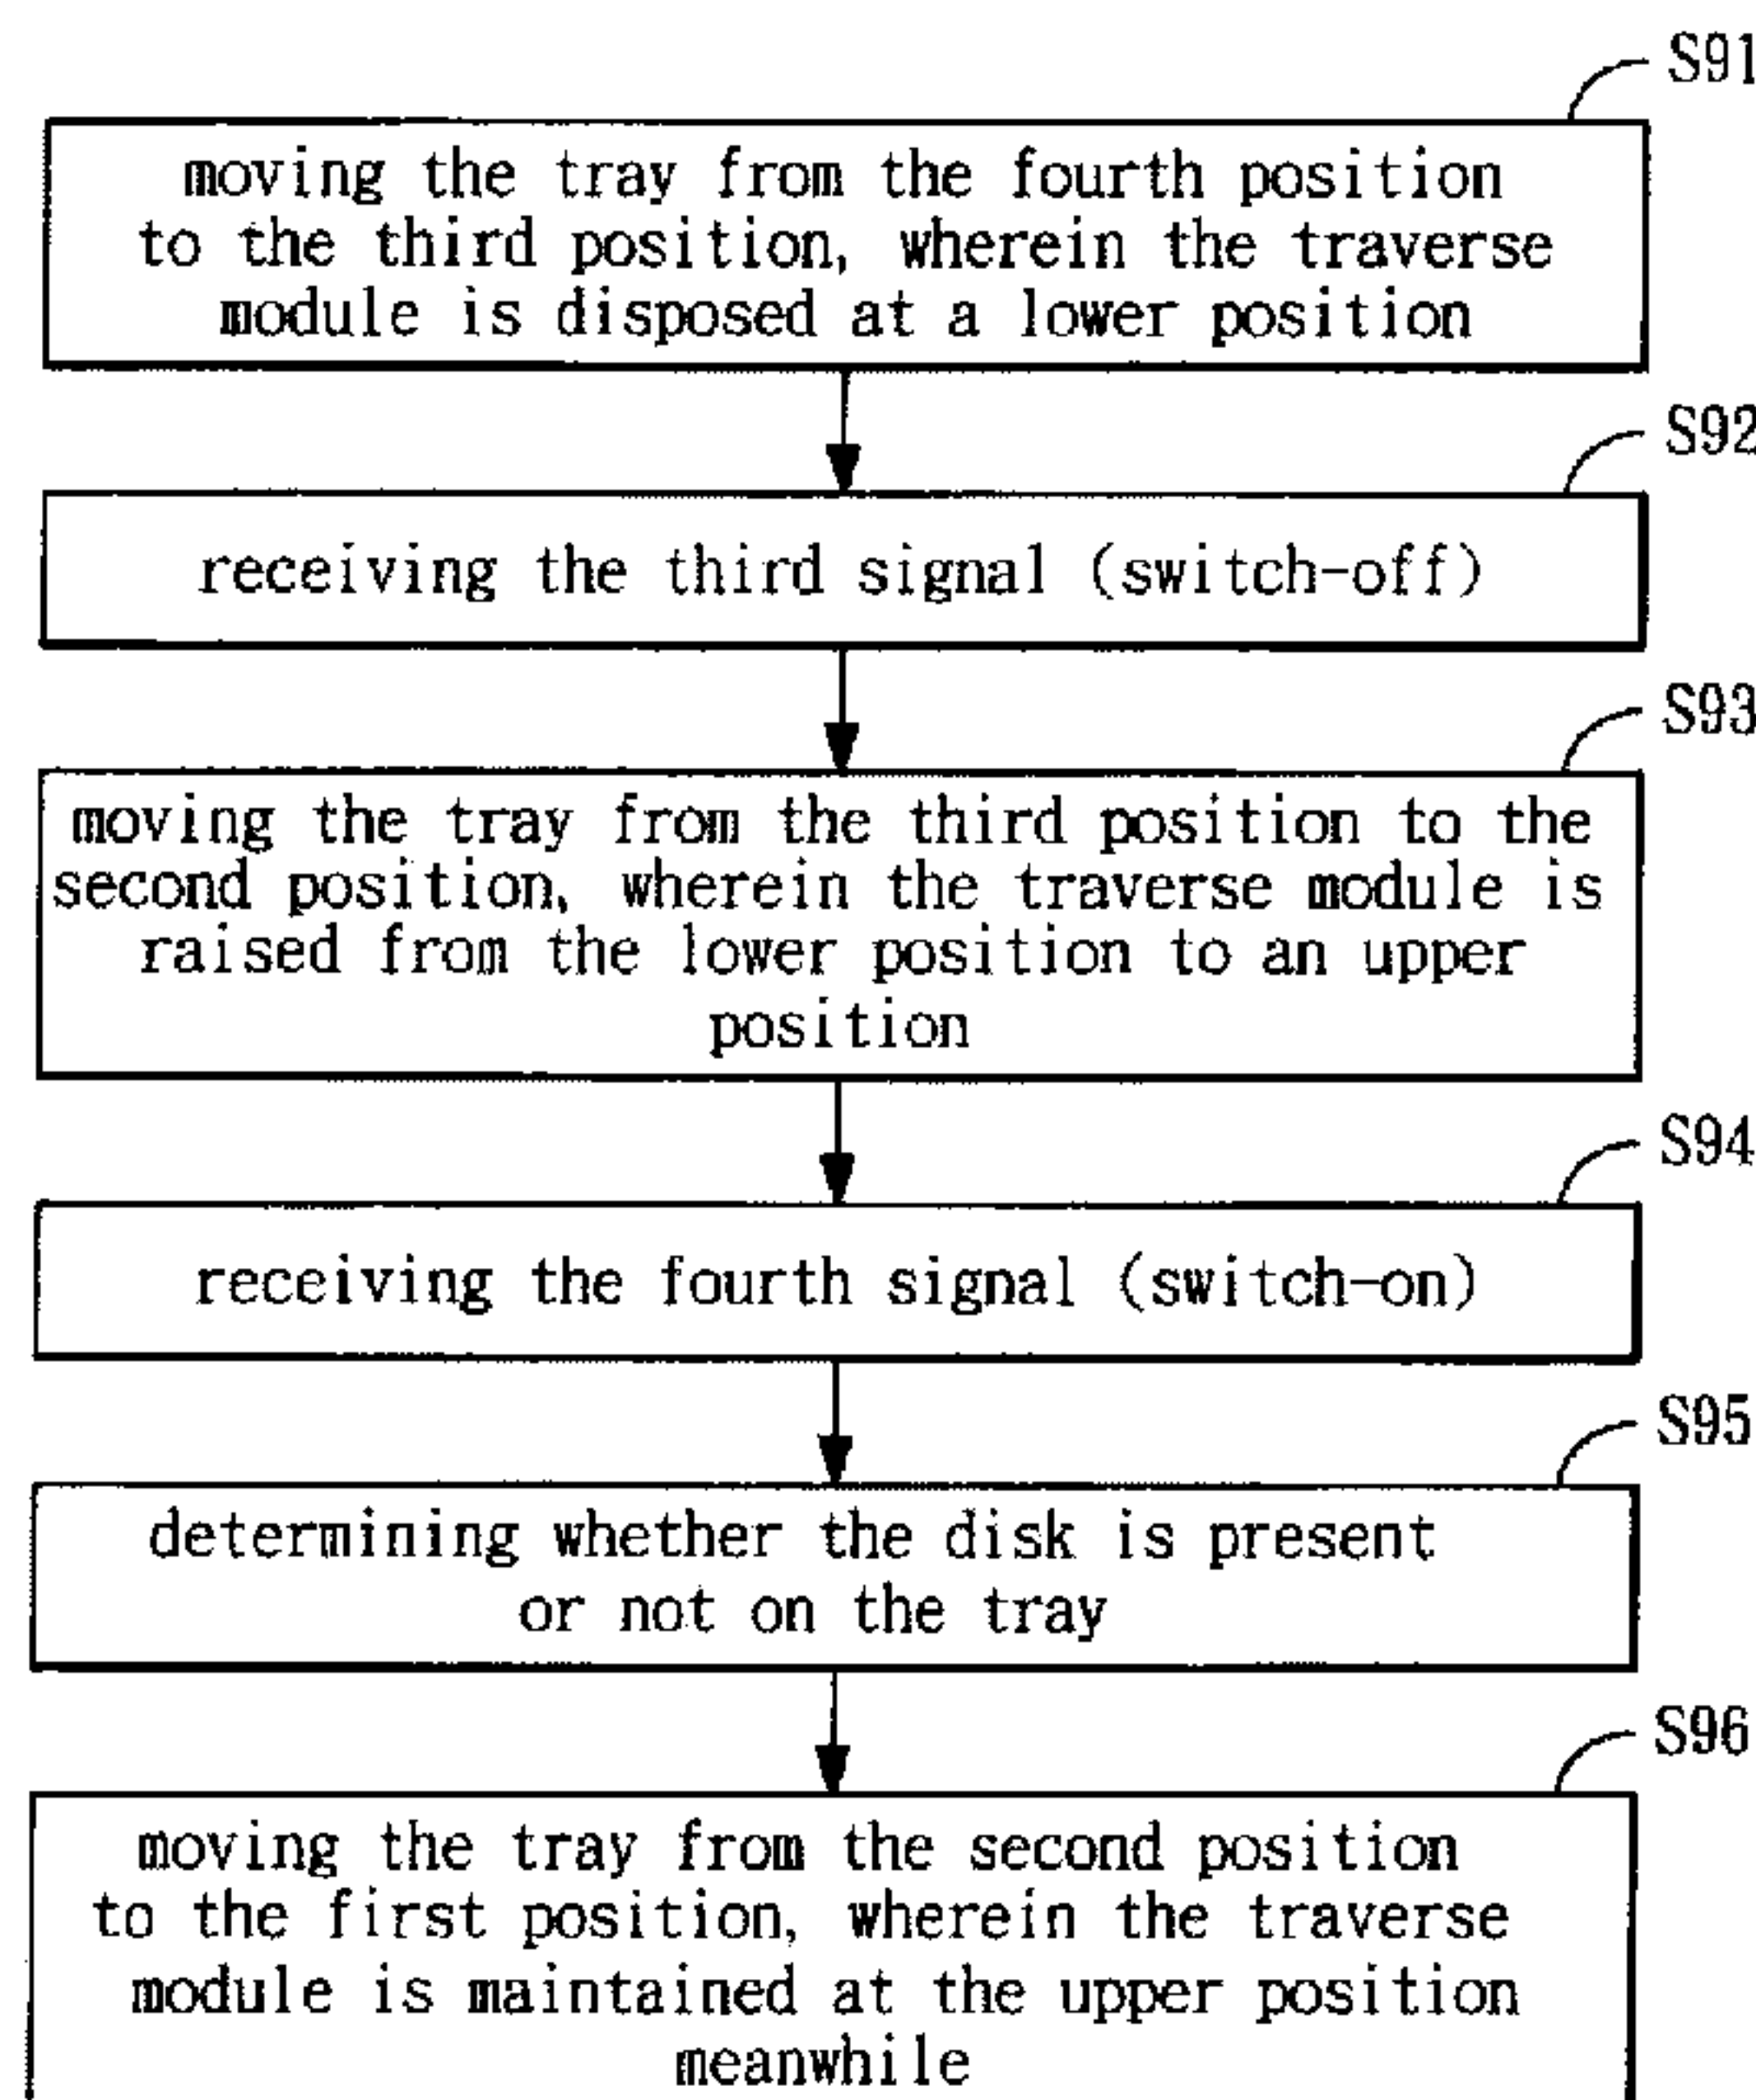 S91
moving the tray from the fourth position
to the third position, wherein the traverse
module is disposed at a lower position
S92
receiving the third signal (switch-off)
S93
moving the tray from the third position to the
second position, wherein the traverse module is
raised from the lower position to an upper
position
S94
receiving the fourth signal (switch-on)
S95
determining whether the disk is present
or not on the tray
S96
moving the tray from the second position
to the first position, wherein the traverse
module is maintained at the upper position
meanwhile